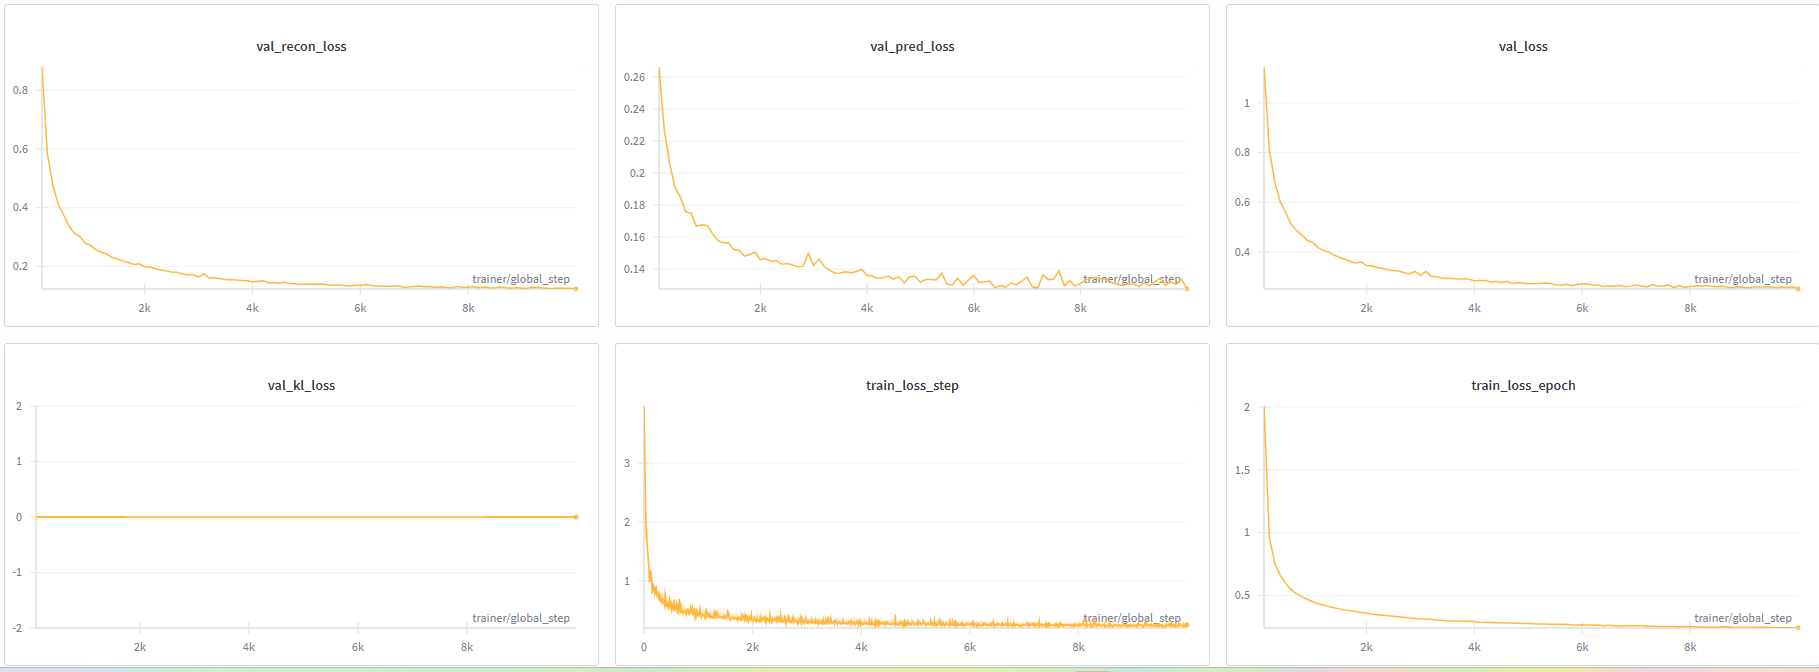 val_recon_loss
0.8
0.6
0.4
0.2
trainer/global_step
2k 4k 6k 8k
val_pred_loss
0.26
0.24
0.22
0.2
0.18
0.16
0.14
trainer/global_step
2k 4k 6k 8k
val_loss
1
0.8
0.6
0.4
trainer/global_step
2k 4k 6k 8k
val_kl_loss
2
1
0
-1
-2
trainer/global_step
2k 4k 6k 8k
train_loss_step
3
2
1
trainer/global_step
0 2k 4k 6k 8k
train_loss_epoch
2
1.5
1
0.5
trainer/global_step
2k 4k 6k 8k